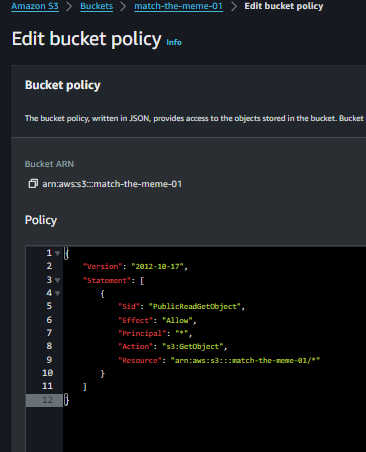 Amazon S3 > Buckets > match-the-meme-01 > Edit bucket policy
Edit bucket policy Info
Bucket policy
The bucket policy, written in JSON, provides access to the objects stored in the bucket. Bucket
Bucket ARN
arn:aws:s3:::match-the-meme-01
Policy
1 {
2 "Version": "2012-10-17",
3 "Statement": [
4 {
5 "Sid": "PublicReadGetObject",
6 "Effect": "Allow",
7 "Principal": "*",
8 "Action": "s3:GetObject",
9 "Resource": "arn:aws:s3:::match-the-meme-01/*"
10 }
11 ]
12 }